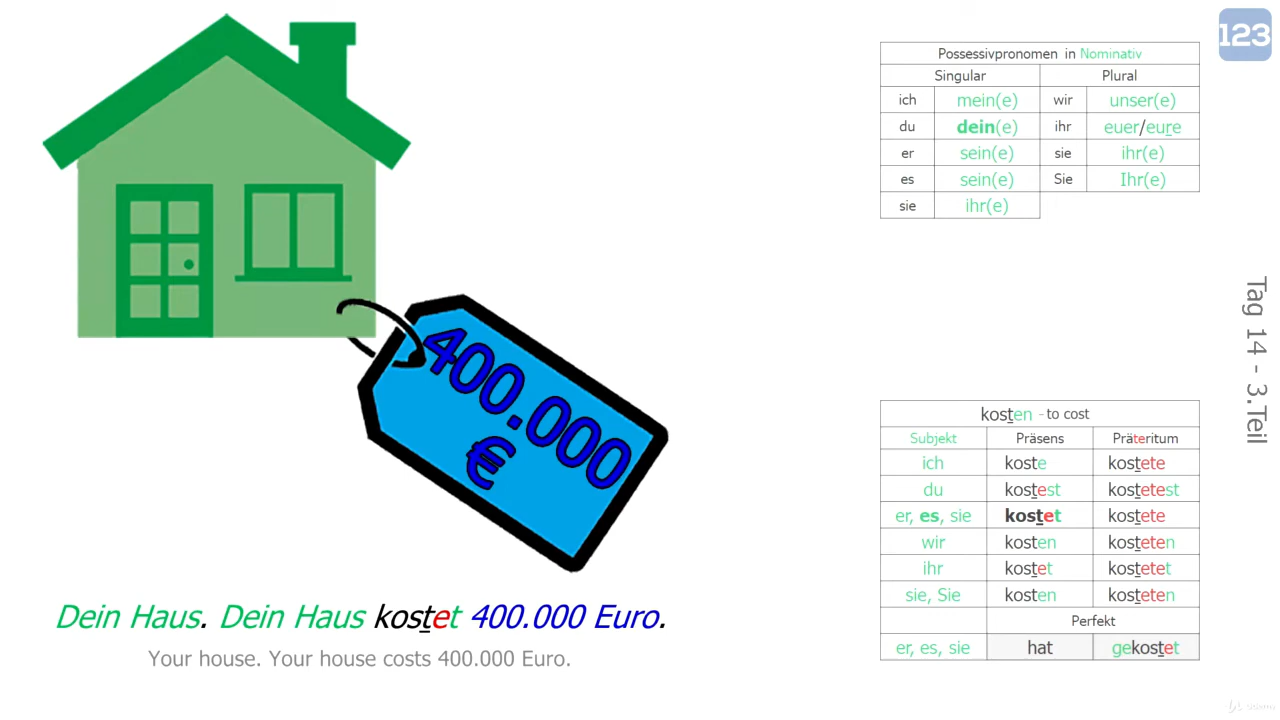 123
Possessivpronomen in Nominativ
Singular Plural
ich mein(e) wir unser(e)
du dein(e) ihr euer/eure
er sein(e) sie ihr(e)
es sein(e) Sie Ihr(e)
sie ihr(e)
400.000
€
Tag 14 - 3.Teil
kosten - to cost
Subjekt Präsens Präteritum
ich koste kostete
du kostest kostetest
er, es, sie kostet kostete
wir kosten kosteten
ihr kostet kostetet
sie, Sie kosten kosteten
Perfekt
er, es, sie hat gekostet
Dein Haus. Dein Haus kostet 400.000 Euro.
Your house. Your house costs 400.000 Euro.